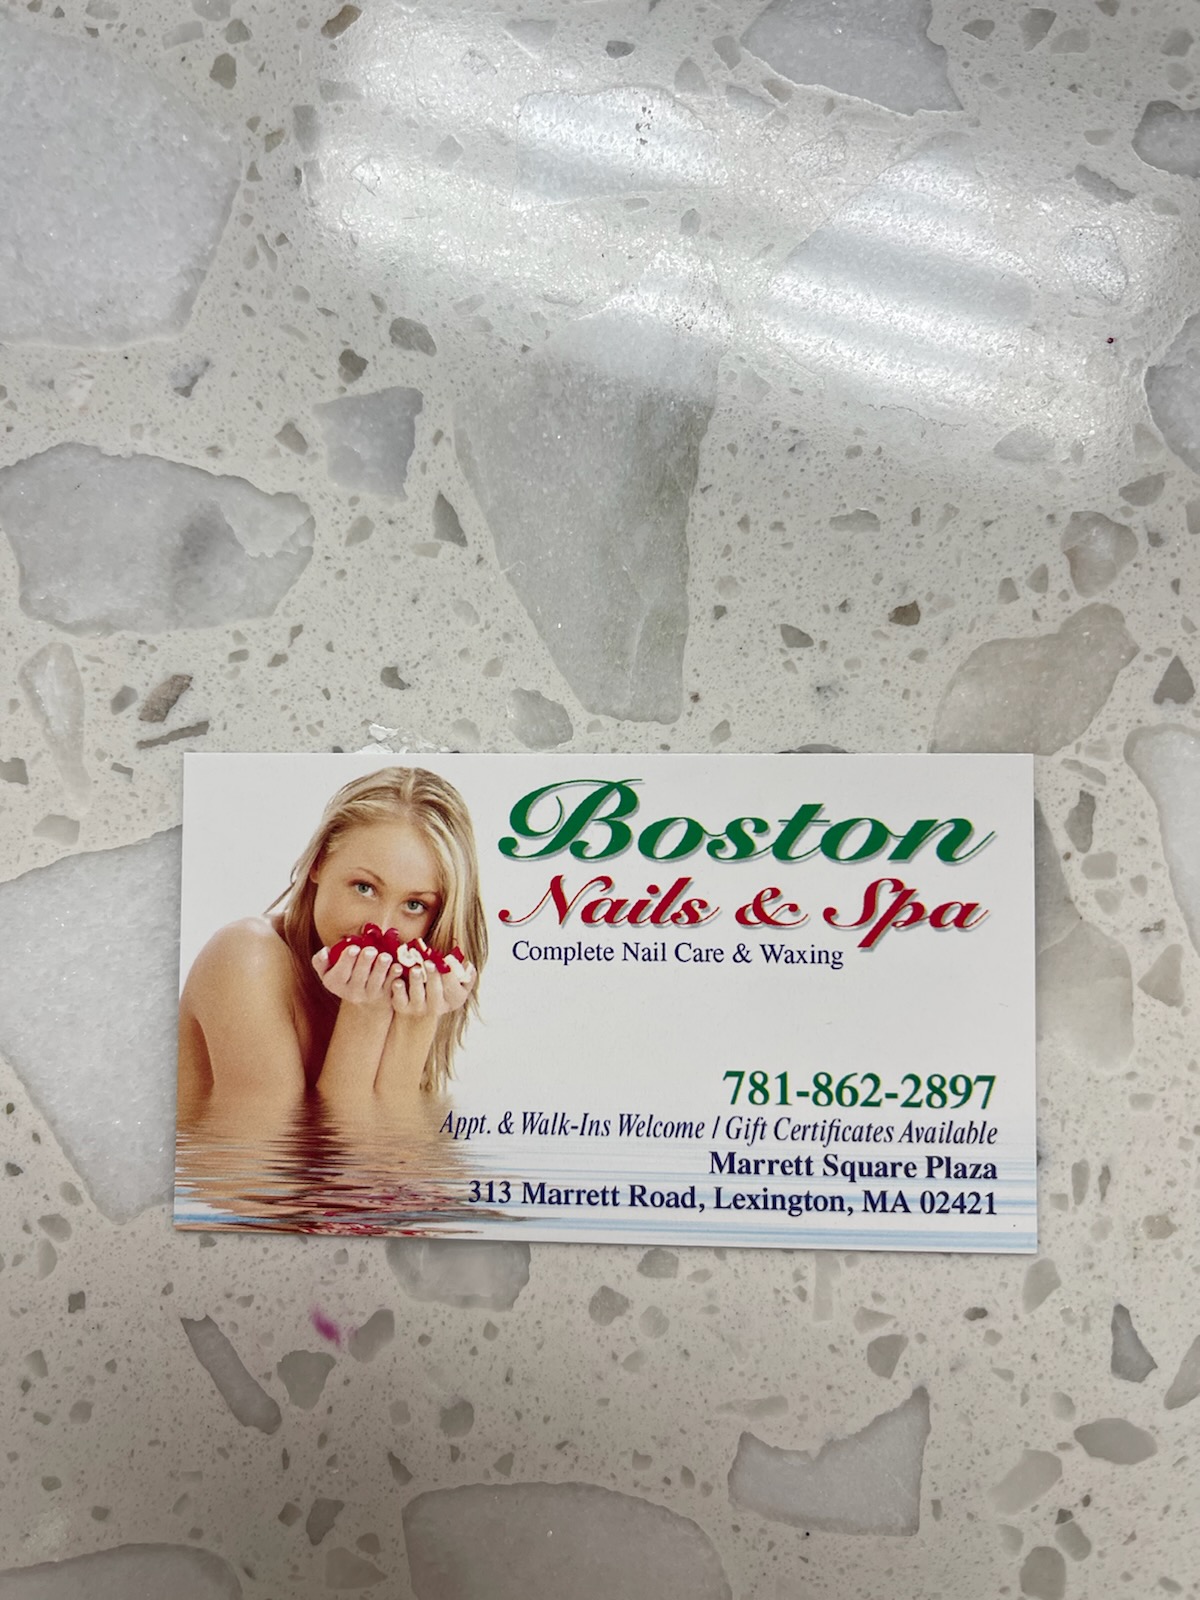 Boston
Nails & Spa
Complete Nail Care & Waxing
781-862-2897
Appt. & Walk-Ins Welcome / Gift Certificates Available
Marrett Square Plaza
313 Marrett Road, Lexington, MA 02421